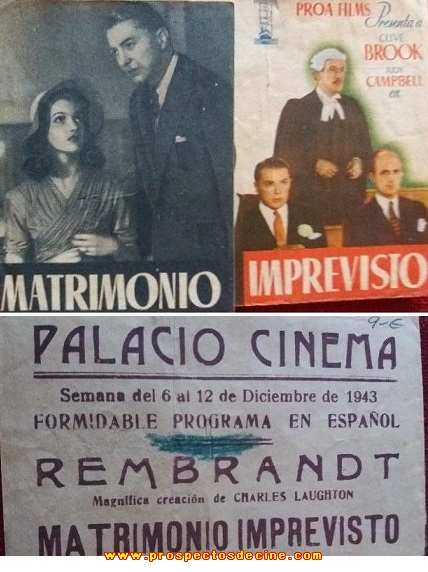 PROA FILMS
Presenta a
CLIVE
BROOK
CAMPBELL
en
MATRIMONIO
IMPREVISTO
9-€
PALACIO CINEMA
Semana del 6 al 12 de Diciembre de 1943
FORMIDABLE PROGRAMA EN ESPAÑOL
REMBRANDT
Magnífica creación de CHARLES LAUGHTON
MATRIMONIO IMPREVISTO
www.prospectosdecine.com